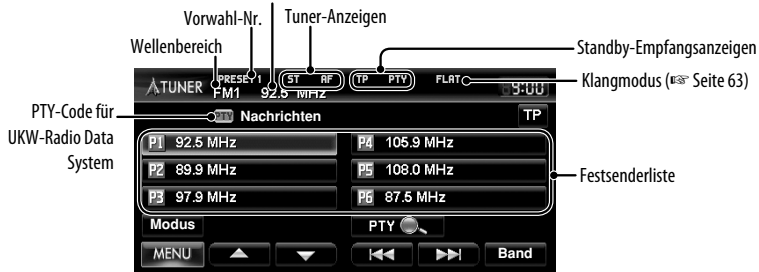 Vorwahl-Nr.
Tuner-Anzeigen
Wellenbereich
Standby-Empfangsanzeigen
TUNER PRESET 1 ST AF TP PTY FLAT 9:00
FM1 92.5 MHz
Klangmodus (☞ Seite 63)
PTY-Code für
UKW-Radio Data
System
PTY Nachrichten TP
P1 92.5 MHz P4 105.9 MHz
P2 89.9 MHz P5 108.0 MHz
P3 97.9 MHz P6 87.5 MHz
Festsenderliste
Modus PTY
MENU Band